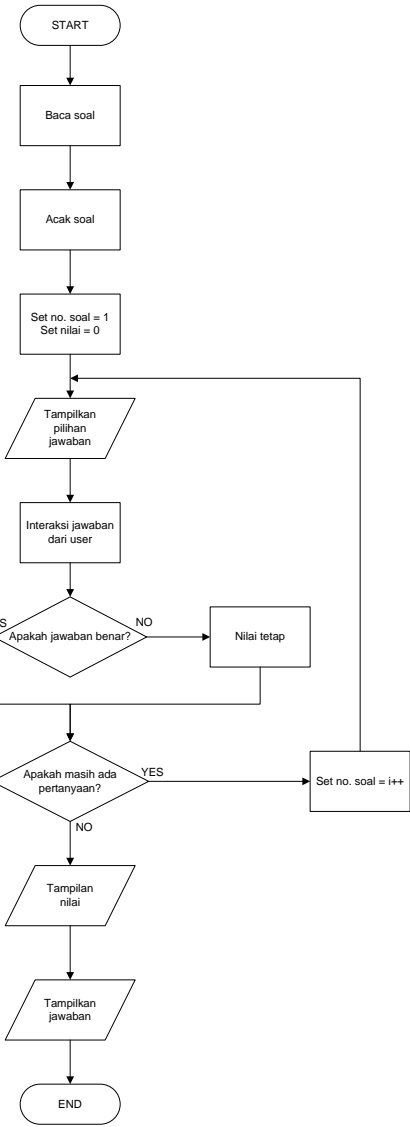 START
Baca soal
Acak soal
Set no. soal = 1
Set nilai = 0
Tampilkan
pilihan
jawaban
Interaksi jawaban
dari user
Apakah jawaban benar?
NO
Nilai tetap
Apakah masih ada
pertanyaan?
YES
Set no. soal = i++
NO
Tampilan
nilai
Tampilkan
jawaban
END